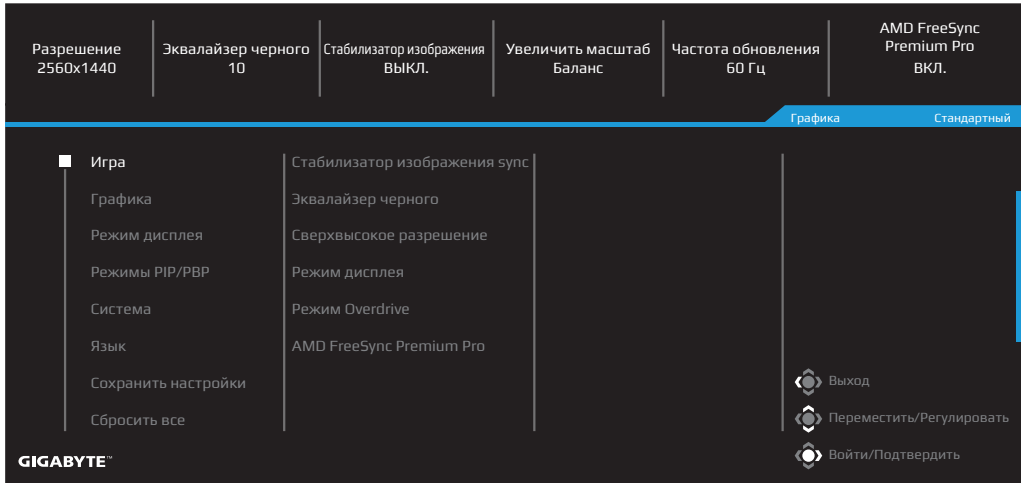 Разрешение
2560x1440
Эквалайзер черного
10
Стабилизатор изображения
ВЫКЛ.
Увеличить масштаб
Баланс
Частота обновления
60 Гц
AMD FreeSync
Premium Pro
ВКЛ.
Графика
Стандартный
Игра
Графика
Режим дисплея
Режимы PIP/PBP
Система
Язык
Сохранить настройки
Сбросить все
Стабилизатор изображения sync
Эквалайзер черного
Сверхвысокое разрешение
Режим дисплея
Режим Overdrive
AMD FreeSync Premium Pro
Выход
Переместить/Регулировать
Войти/Подтвердить
GIGABYTE™